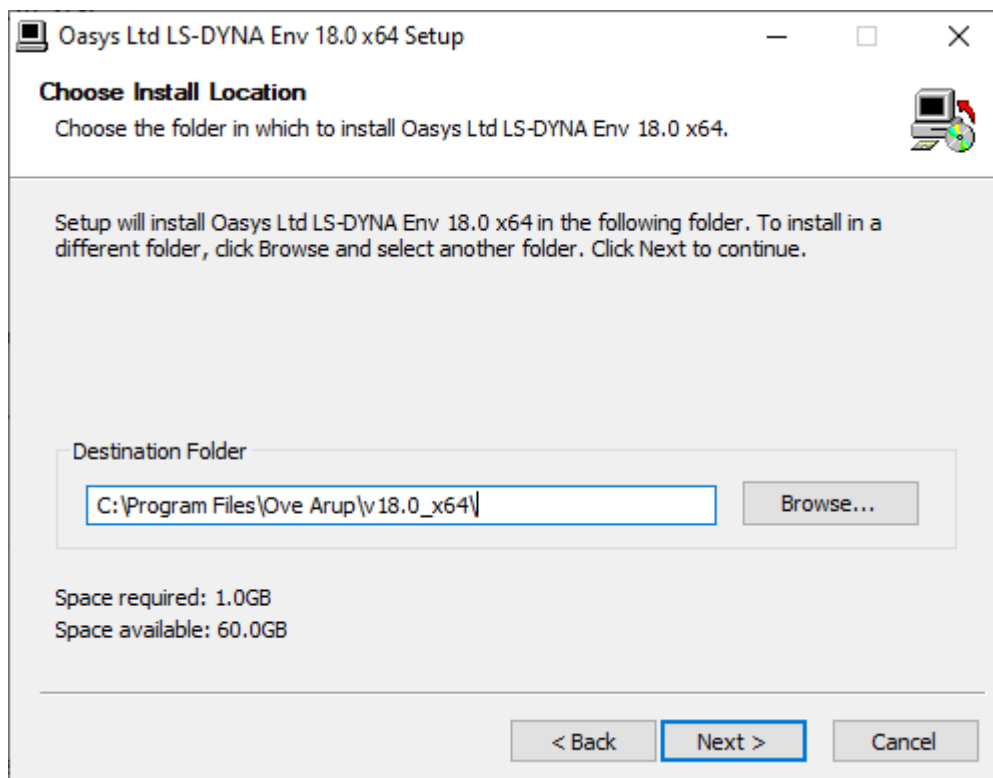 Oasys Ltd LS-DYNA Env 18.0 x64 Setup
Choose Install Location
Choose the folder in which to install Oasys Ltd LS-DYNA Env 18.0 x64.
Setup will install Oasys Ltd LS-DYNA Env 18.0 x64 in the following folder. To install in a
different folder, click Browse and select another folder. Click Next to continue.
Destination Folder
C:\Program Files\Ove Arup\v18.0_x64\
Browse...
Space required: 1.0GB
Space available: 60.0GB
< Back
Next >
Cancel